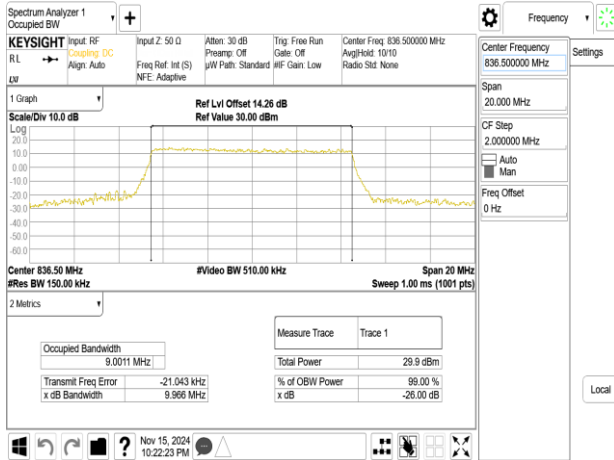 Spectrum Analyzer 1
Occupied BW
+
Frequency
KEYSIGHT
RL
LXI
Input: RF
Coupling: DC
Align: Auto
Input Z: 50 Ω
Freq Ref: Int (S)
NFE: Adaptive
Atten: 30 dB
Preamp: Off
µW Path: Standard
Trig: Free Run
Gate: Off
#IF Gain: Low
Center Freq: 836.500000 MHz
Avg|Hold: 10/10
Radio Std: None
Center Frequency
836.500000 MHz
Settings
Span
20.000 MHz
CF Step
2.000000 MHz
Auto
Man
Freq Offset
0 Hz
Local
1 Graph
Scale/Div 10.0 dB
Ref Lvl Offset 14.26 dB
Ref Value 30.00 dBm
Log
20.0
10.0
0.00
-10.0
-20.0
-30.0
-40.0
-50.0
-60.0
Center 836.50 MHz
#Res BW 150.00 kHz
#Video BW 510.00 kHz
Span 20 MHz
Sweep 1.00 ms (1001 pts)
2 Metrics
Occupied Bandwidth
9.0011 MHz
Transmit Freq Error -21.043 kHz
x dB Bandwidth 9.966 MHz
Measure Trace Trace 1
Total Power 29.9 dBm
% of OBW Power 99.00 %
x dB -26.00 dB
?
Nov 15, 2024
10:22:23 PM